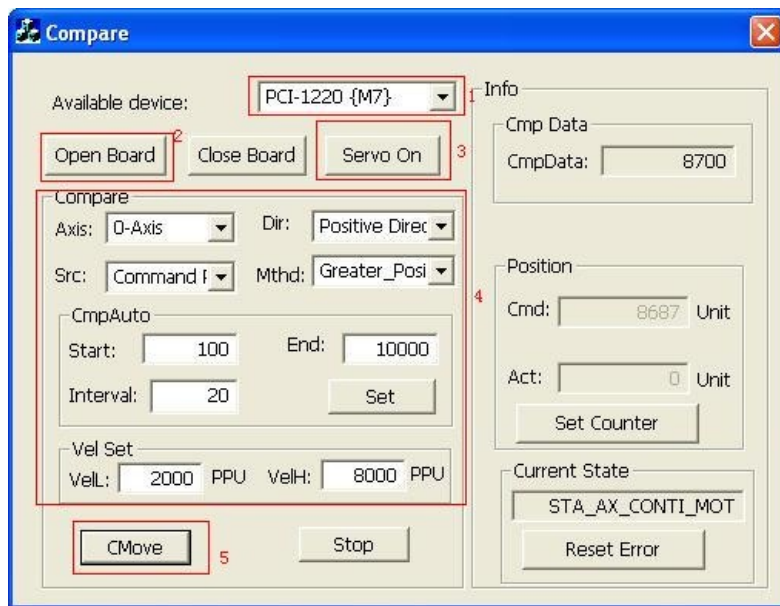 Compare
Available device: PCI-1220 {M7} 1
2
Open Board Close Board Servo On 3
Compare
Axis: 0-Axis Dir: Positive Direc
Src: Command F Mthd: Greater_Posi
4
CmpAuto
Start: 100 End: 10000
Interval: 20 Set
Vel Set
VelL: 2000 PPU VelH: 8000 PPU
CMove 5 Stop
Info
Cmp Data
CmpData: 8700
Position
Cmd: 8687 Unit
Act: 0 Unit
Set Counter
Current State
STA_AX_CONTI_MOT
Reset Error